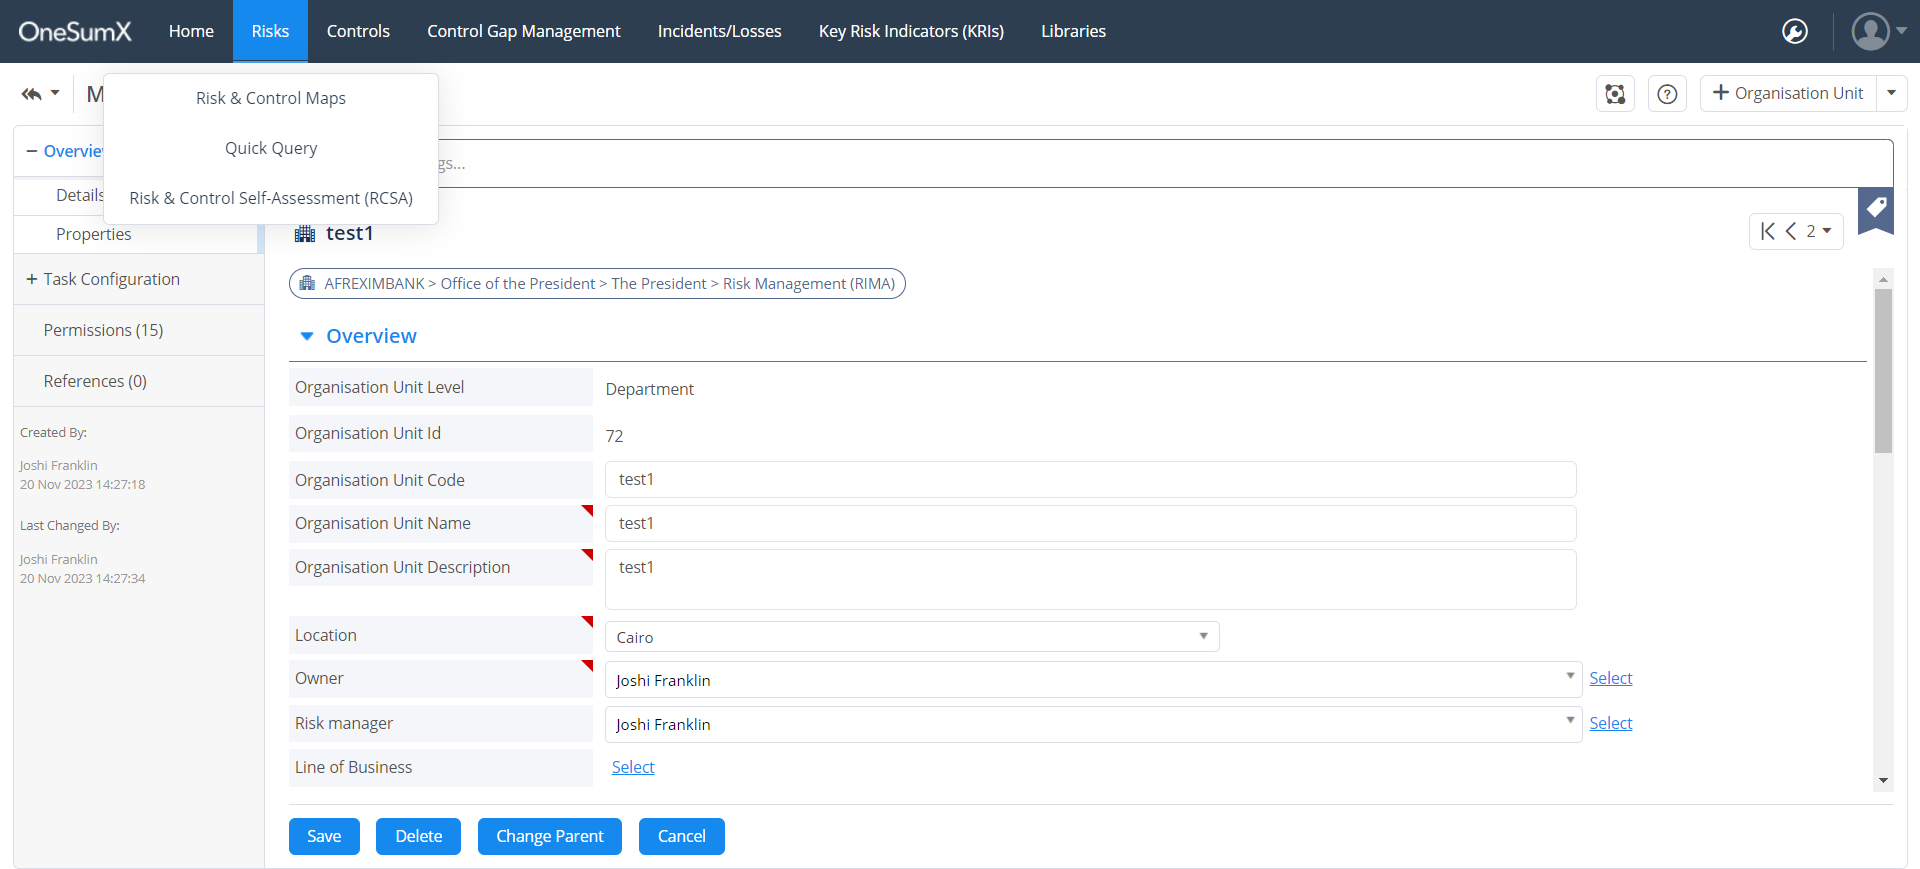 OneSumX Home Risks Controls Control Gap Management Incidents/Losses Key Risk Indicators (KRIs) Libraries
M
Risk & Control Maps
Quick Query
Risk & Control Self-Assessment (RCSA)
+ Organisation Unit
− Overvie
gs...
Details
Properties
+ Task Configuration
Permissions (15)
References (0)
Created By:
Joshi Franklin
20 Nov 2023 14:27:18
Last Changed By:
Joshi Franklin
20 Nov 2023 14:27:34
test1
2
AFREXIMBANK > Office of the President > The President > Risk Management (RIMA)
Overview
Organisation Unit Level Department
Organisation Unit Id 72
Organisation Unit Code test1
Organisation Unit Name test1
Organisation Unit Description test1
Location Cairo
Owner Joshi Franklin Select
Risk manager Joshi Franklin Select
Line of Business Select
Save Delete Change Parent Cancel